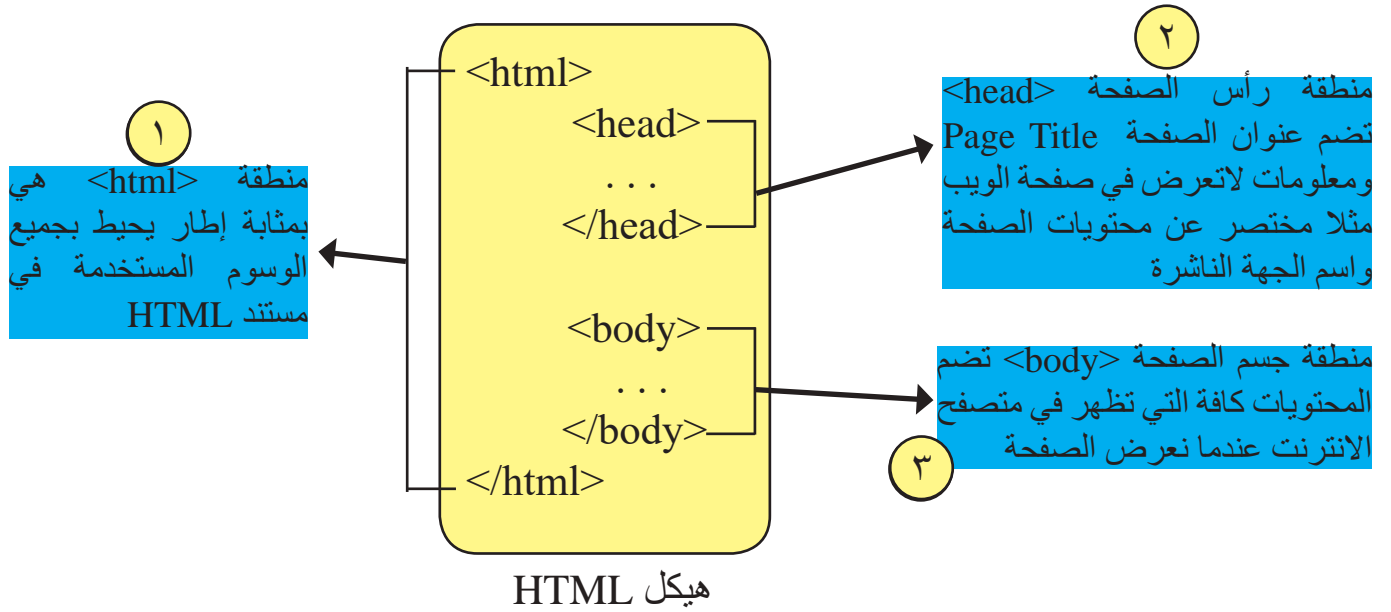 ١
منطقة <html> هي
بمثابة إطار يحيط بجميع
الوسوم المستخدمة في
مستند HTML
<html>
<head>
. . .
</head>
<body>
. . .
</body>
</html>
٢
منطقة رأس الصفحة <head>
تضم عنوان الصفحة Page Title
ومعلومات لاتعرض في صفحة الويب
مثلا مختصر عن محتويات الصفحة
واسم الجهة الناشرة
منطقة جسم الصفحة <body> تضم
المحتويات كافة التي تظهر في متصفح
الانترنت عندما نعرض الصفحة
٣
هيكل HTML